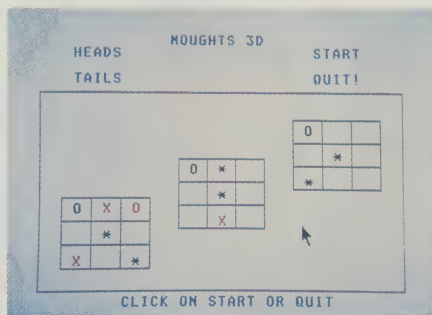 NOUGHTS 3D
HEADS START
TAILS QUIT!
O
*
O * *
*
O X O X
*
X *
CLICK ON START OR QUIT